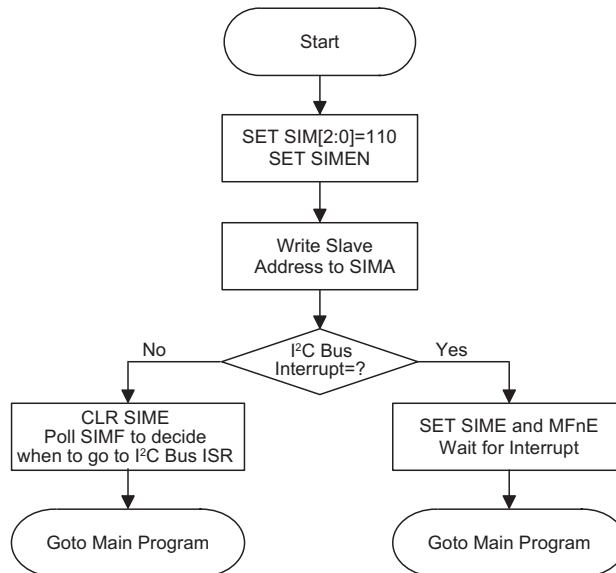 Start
SET SIM[2:0]=110
SET SIMEN
Write Slave
Address to SIMA
I²C Bus
Interrupt=?
No
Yes
CLR SIME
Poll SIMF to decide
when to go to I²C Bus ISR
SET SIME and MFnE
Wait for Interrupt
Goto Main Program
Goto Main Program